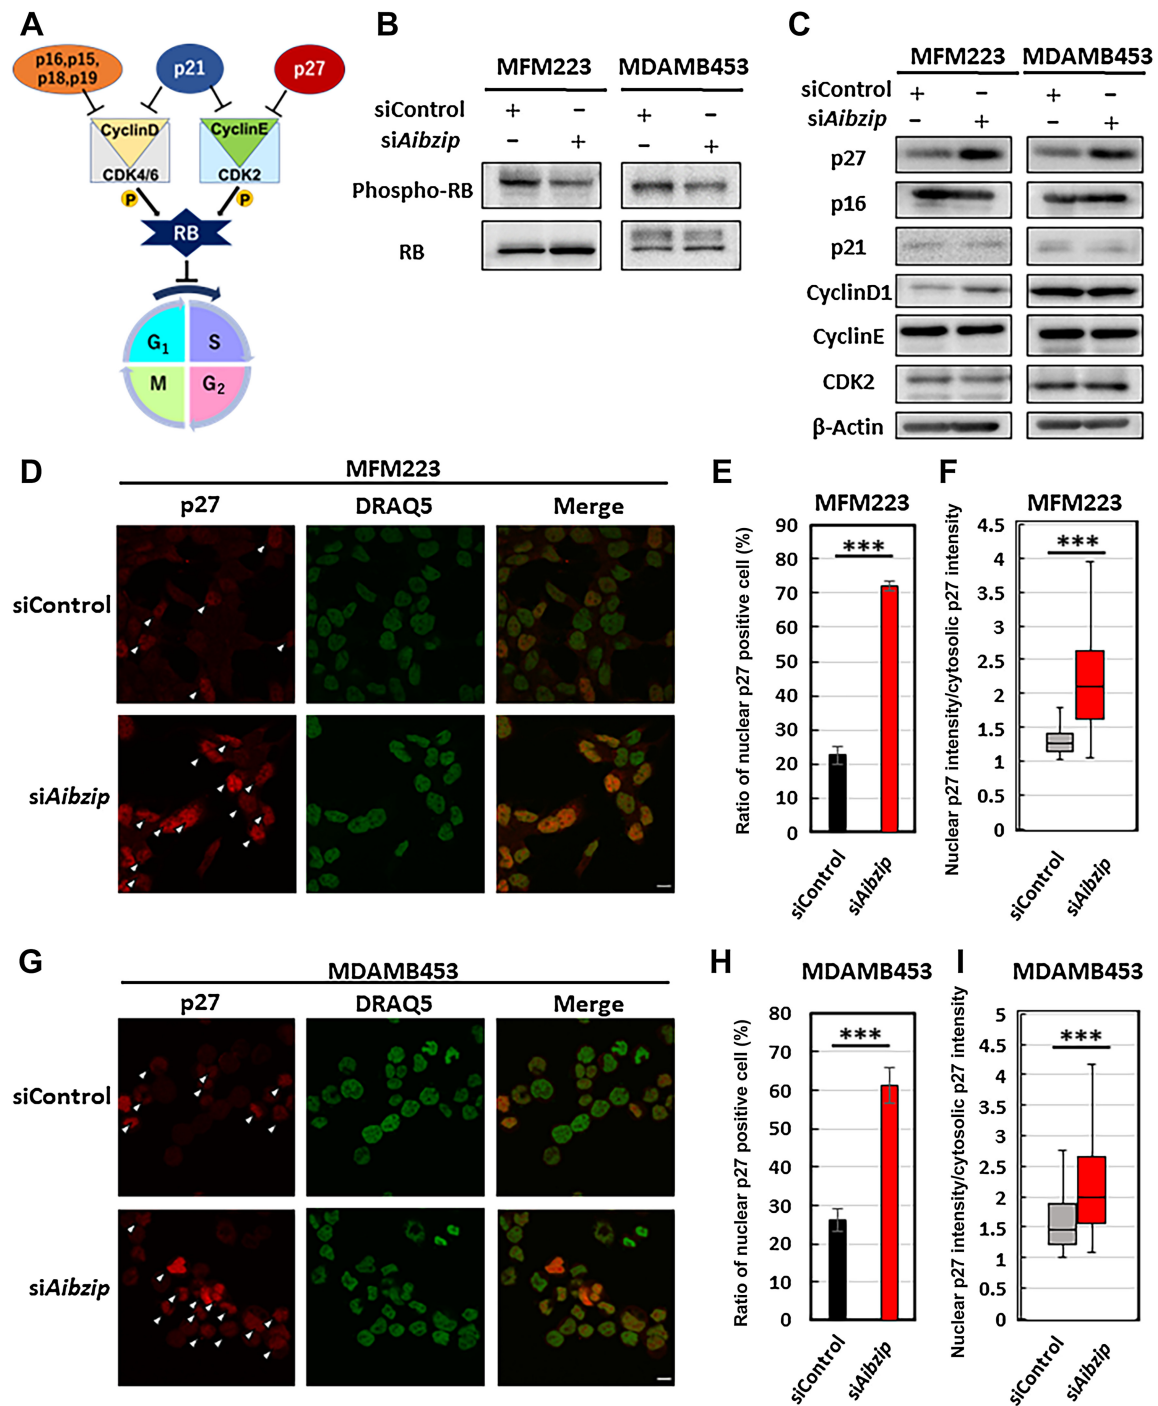 A
p16,p15,
p18,p19
p21
p27
CyclinD
CDK4/6
CyclinE
CDK2
P
P
RB
G1
S
M
G2
B
MFM223
MDAMB453
siControl
+
−
+
−
siAibzip
−
+
−
+
Phospho-RB
RB
C
MFM223
MDAMB453
siControl
+
−
+
−
siAibzip
−
+
−
+
p27
p16
p21
CyclinD1
CyclinE
CDK2
β-Actin
D
MFM223
p27
DRAQ5
Merge
siControl
siAibzip
E
MFM223
Ratio of nuclear p27 positive cell (%)
90
80
70
60
50
40
30
20
10
0
***
siControl
siAibzip
F
MFM223
Nuclear p27 intensity/cytosolic p27 intensity
4.5
4
3.5
3
2.5
2
1.5
1
0.5
0
***
siControl
siAibzip
G
MDAMB453
p27
DRAQ5
Merge
siControl
siAibzip
H
MDAMB453
Ratio of nuclear p27 positive cell (%)
80
70
60
50
40
30
20
10
0
***
siControl
siAibzip
I
MDAMB453
Nuclear p27 intensity/cytosolic p27 intensity
5
4.5
4
3.5
3
2.5
2
1.5
1
0.5
0
***
siControl
siAibzip